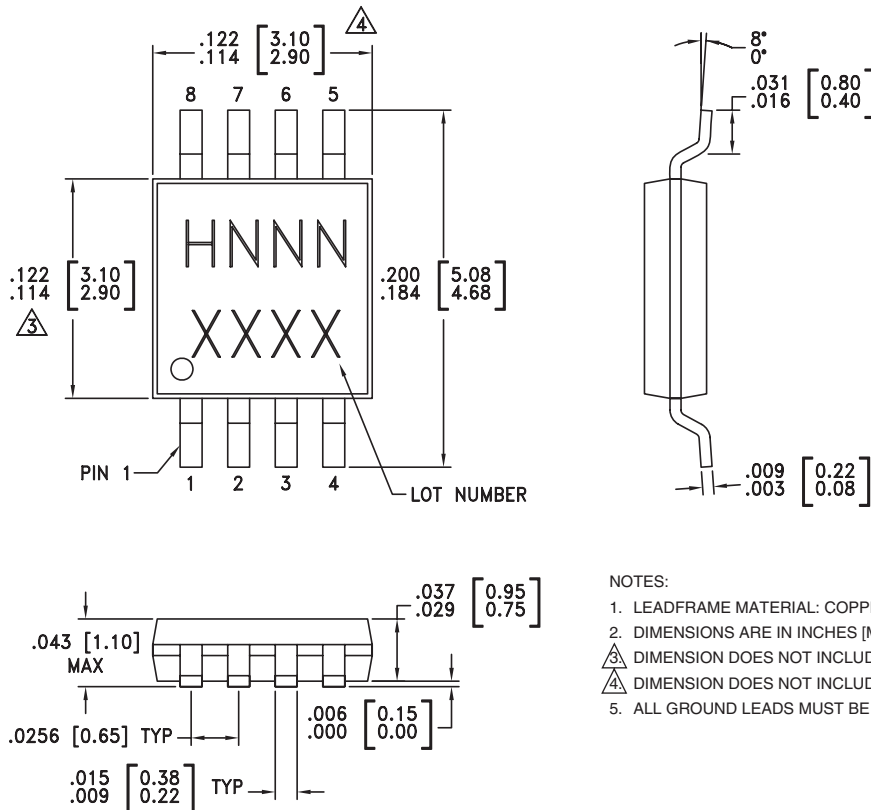 .122 [3.10]
.114 [2.90]
4
8 7 6 5
8°
0°
.031 [0.80]
.016 [0.40]
HNNN
XXXX
.122 [3.10]
.114 [2.90]
3
.200 [5.08]
.184 [4.68]
PIN 1
1 2 3 4
LOT NUMBER
.009 [0.22]
.003 [0.08]
.037 [0.95]
.029 [0.75]
.043 [1.10]
MAX
.0256 [0.65] TYP
.006 [0.15]
.000 [0.00]
.015 [0.38]
.009 [0.22]
TYP
NOTES:
1. LEADFRAME MATERIAL: COPP
2. DIMENSIONS ARE IN INCHES [M
3. DIMENSION DOES NOT INCLUD
4. DIMENSION DOES NOT INCLUD
5. ALL GROUND LEADS MUST BE